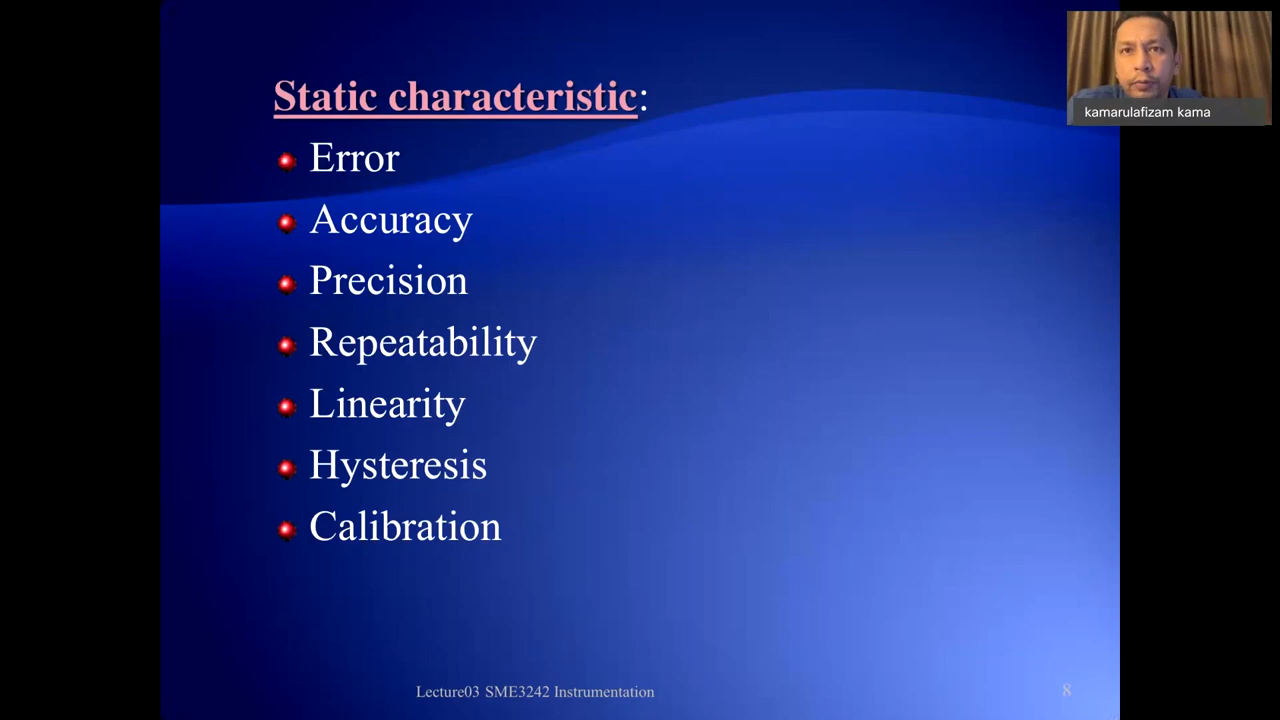 Static characteristic:
Error
Accuracy
Precision
Repeatability
Linearity
Hysteresis
Calibration
Lecture03 SME3242 Instrumentation
8
kamarulafizam kama